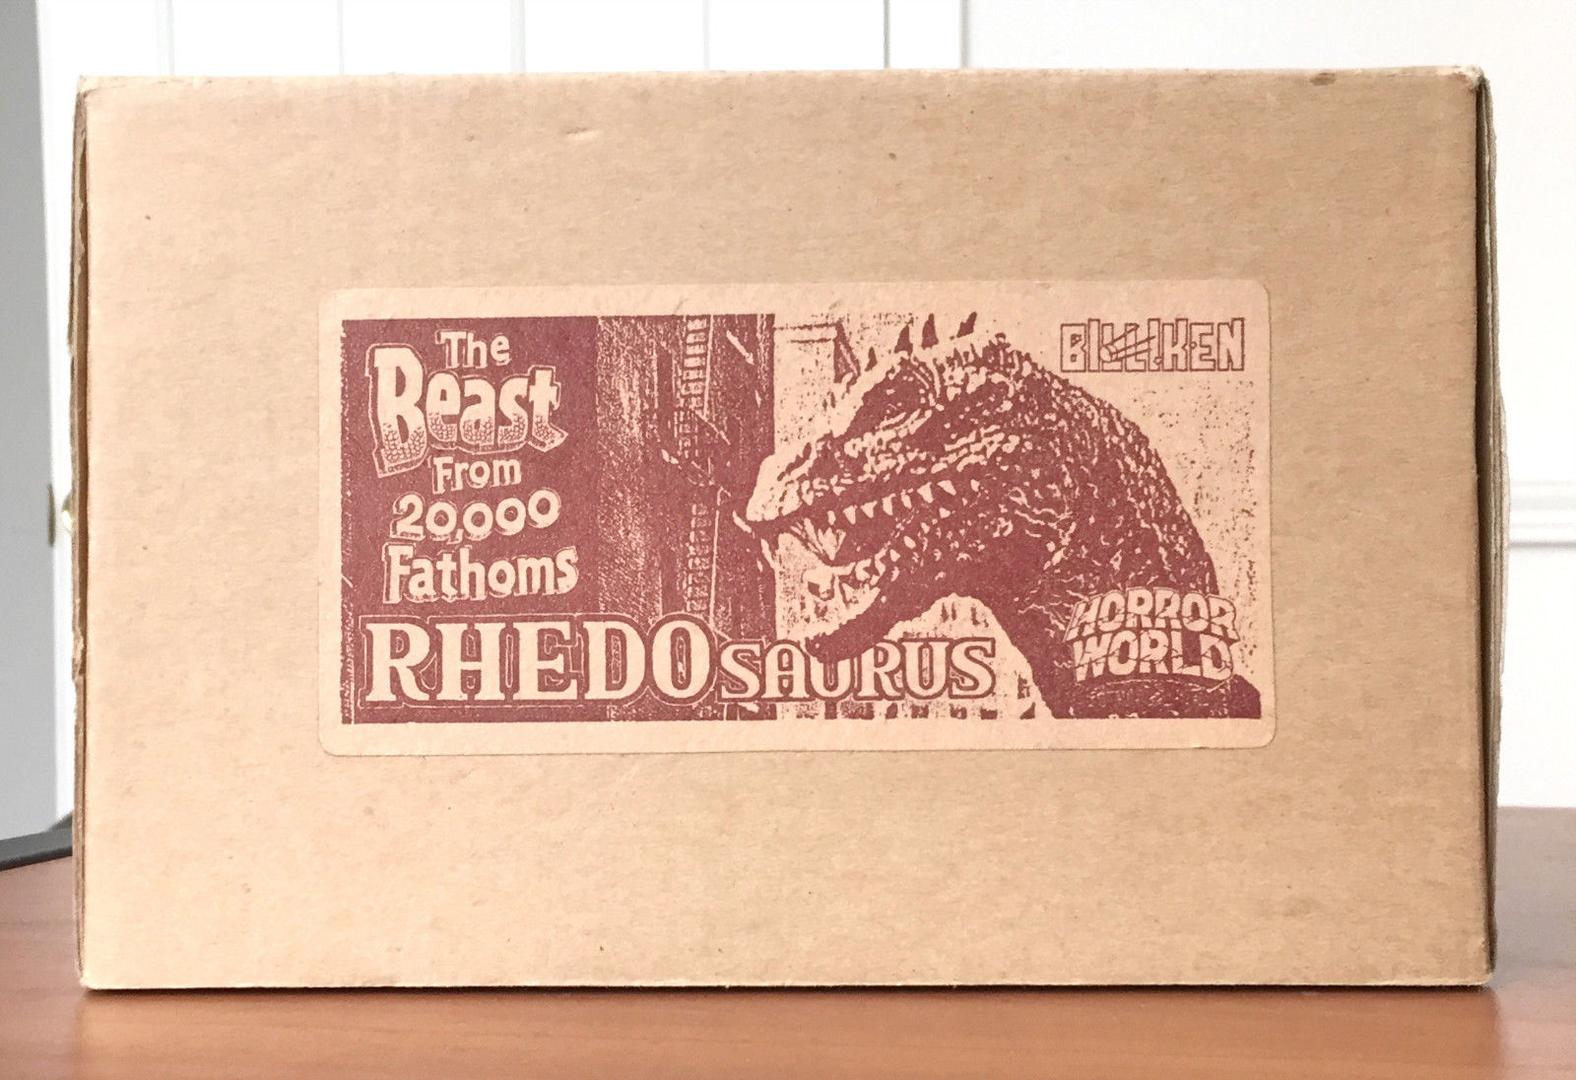 The
Beast
From
20,000
Fathoms
RHEDOSAURUS
BILLIKEN
HORROR
WORLD